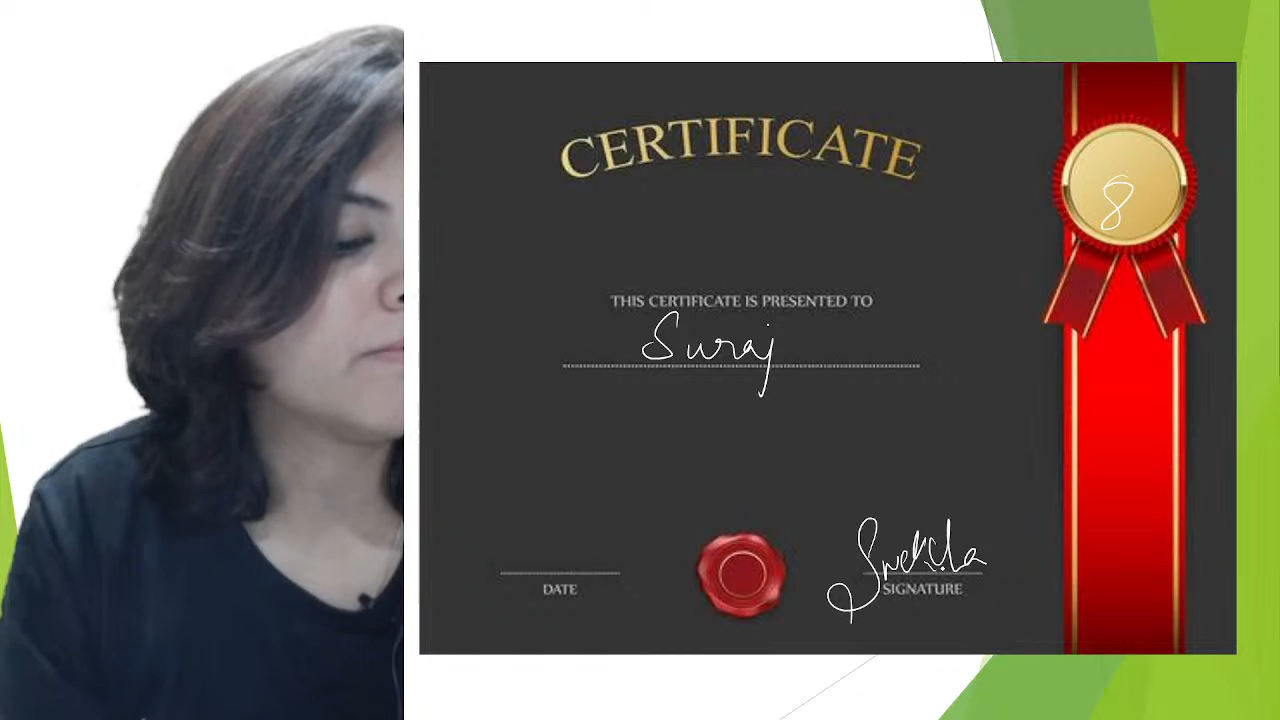 CERTIFICATE
8
THIS CERTIFICATE IS PRESENTED TO
Suraj
DATE
SIGNATURE